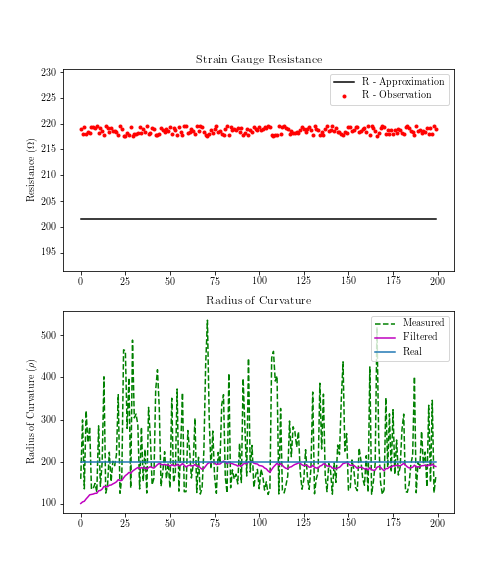 Strain Gauge Resistance
230
225
220
215
210
205
200
195
Resistance (Ω)
R - Approximation
R - Observation
0 25 50 75 100 125 150 175 200
Radius of Curvature
500
400
300
200
100
Radius of Curvature (ρ)
Measured
Filtered
Real
0 25 50 75 100 125 150 175 200